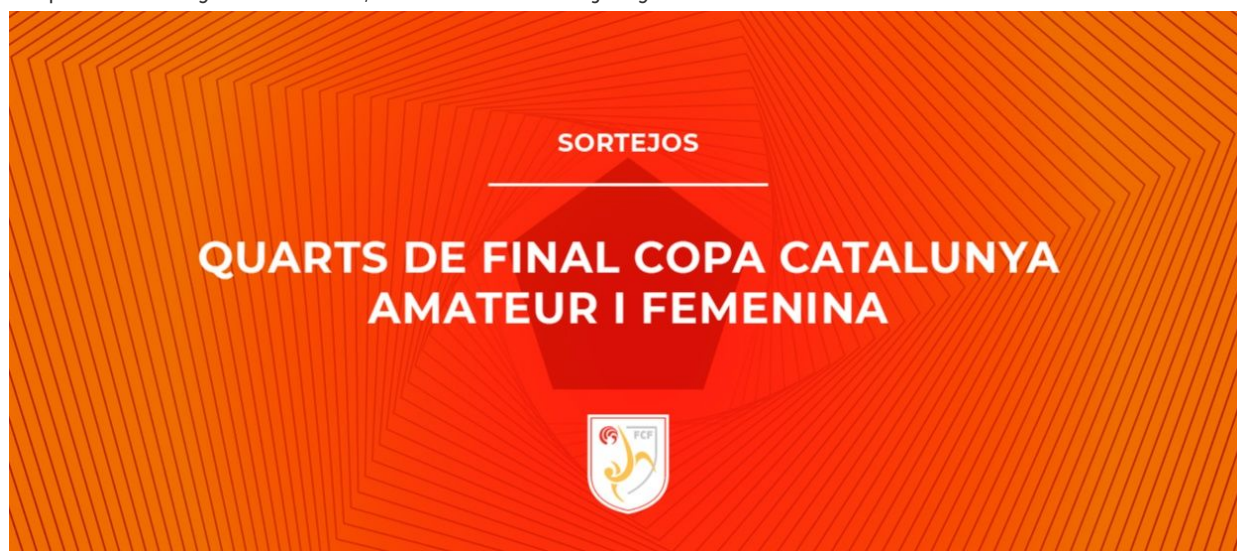 SORTEJOS
QUARTS DE FINAL COPA CATALUNYA
AMATEUR I FEMENINA
FCF